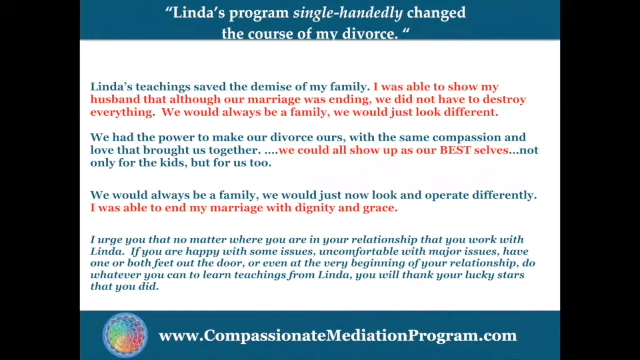 “Linda’s program single-handedly changed
the course of my divorce. “
Linda’s teachings saved the demise of my family. I was able to show my
husband that although our marriage was ending, we did not have to destroy
everything. We would always be a family, we would just look different.
We had the power to make our divorce ours, with the same compassion and
love that brought us together. ....we could all show up as our BEST selves...not
only for the kids, but for us too.
We would always be a family, we would just now look and operate differently.
I was able to end my marriage with dignity and grace.
I urge you that no matter where you are in your relationship that you work with
Linda. If you are happy with some issues, uncomfortable with major issues, have
one or both feet out the door, or even at the very beginning of your relationship, do
whatever you can to learn teachings from Linda, you will thank your lucky stars
that you did.
www.CompassionateMediationProgram.com